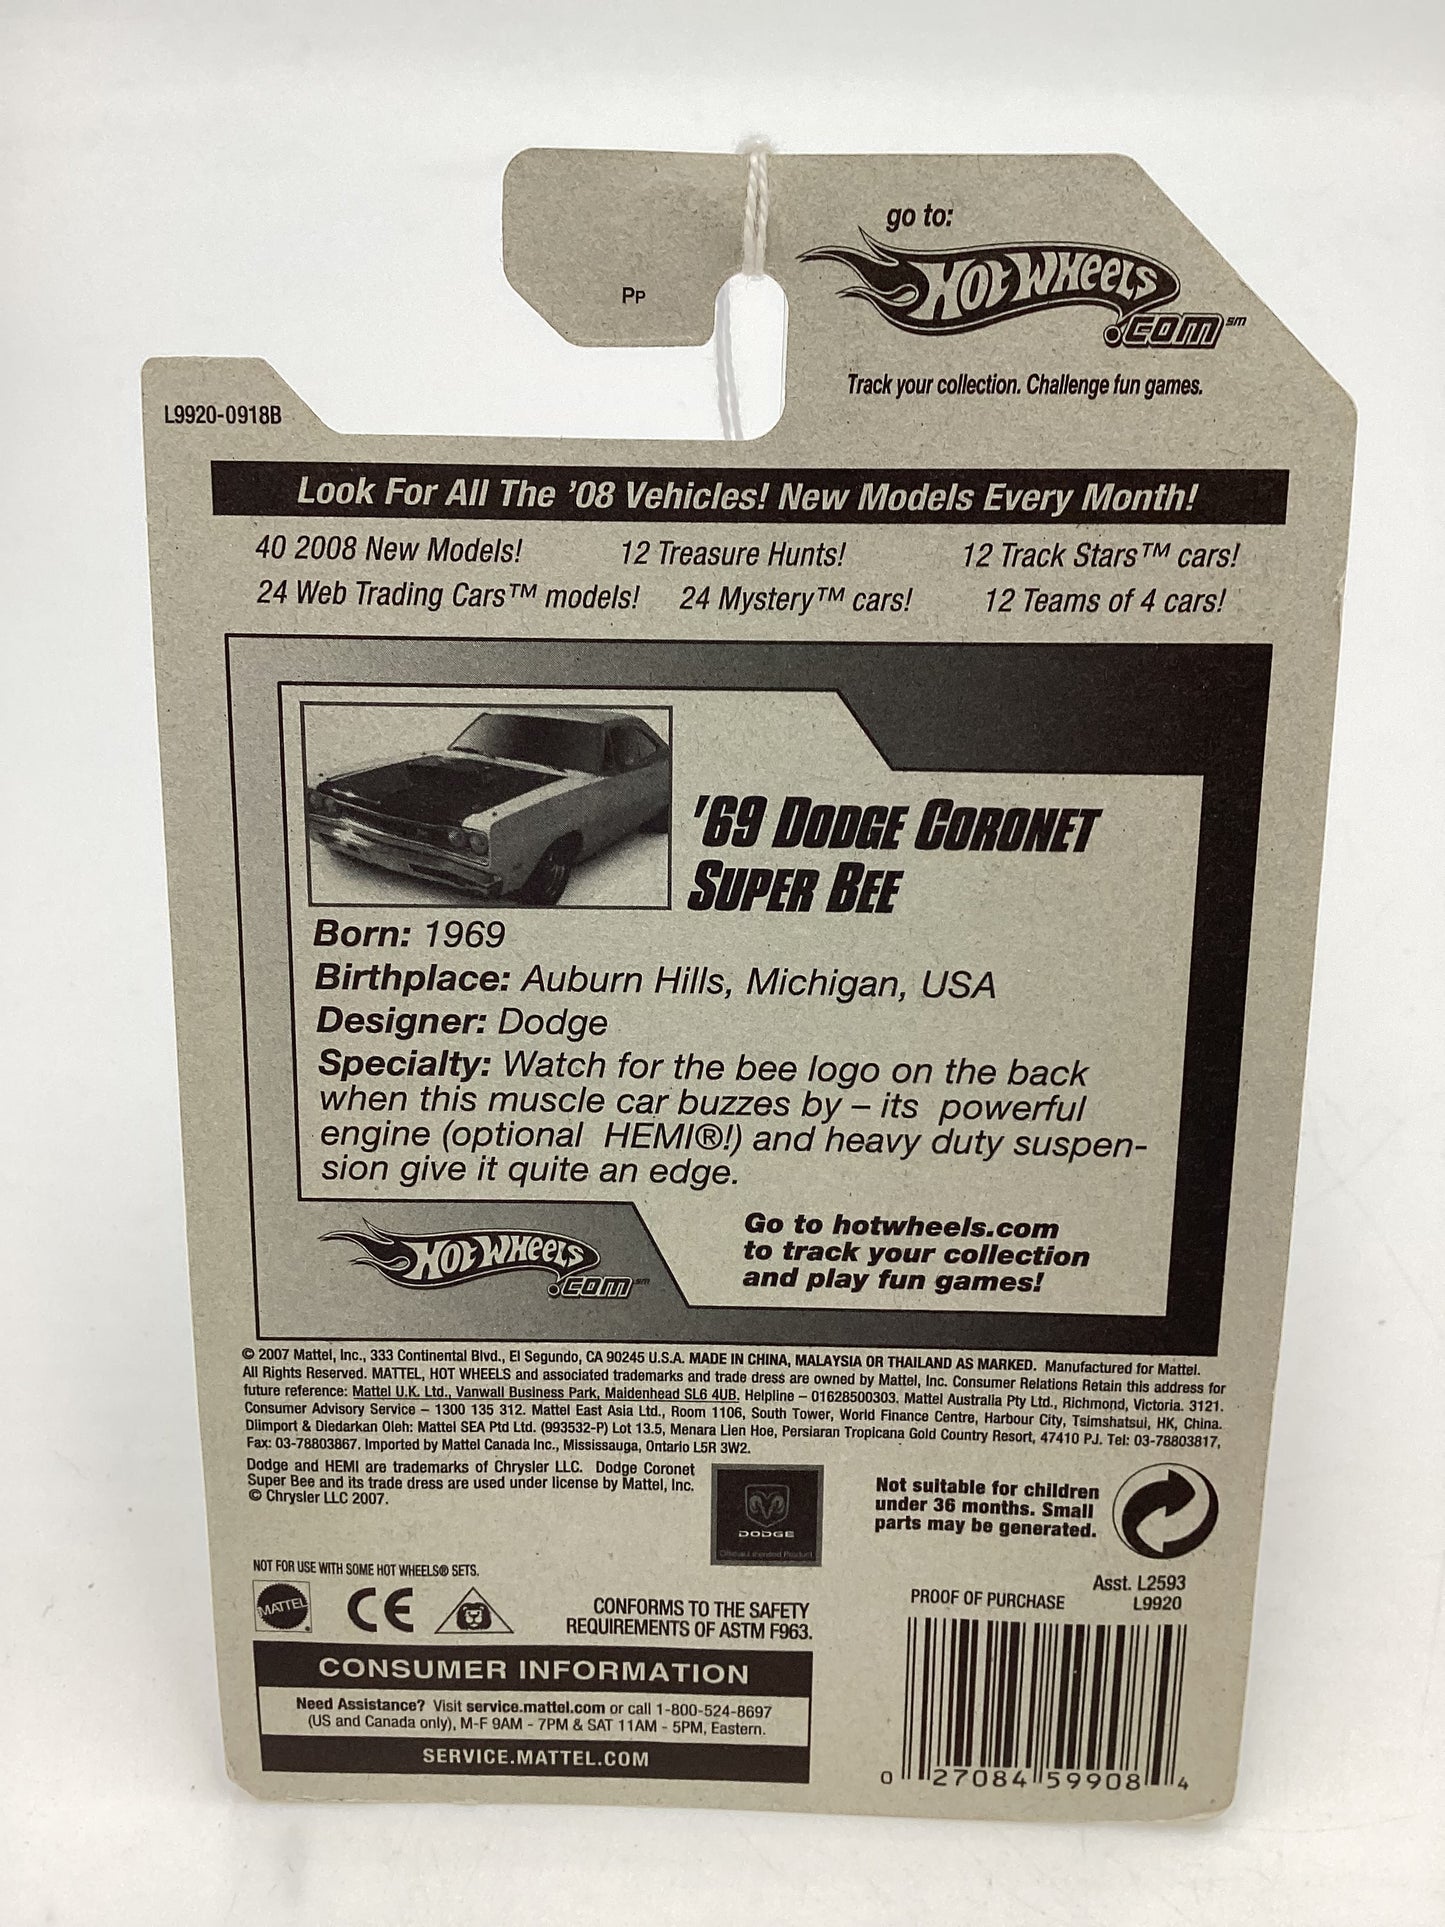 go to:
Hot Wheels
.com℠
Track your collection. Challenge fun games.
Pp
L9920-0918B
Look For All The '08 Vehicles! New Models Every Month!
40 2008 New Models! 12 Treasure Hunts! 12 Track Stars™ cars!
24 Web Trading Cars™ models! 24 Mystery™ cars! 12 Teams of 4 cars!
'69 Dodge Coronet
Super Bee
Born: 1969
Birthplace: Auburn Hills, Michigan, USA
Designer: Dodge
Specialty: Watch for the bee logo on the back
when this muscle car buzzes by – its powerful
engine (optional HEMI®!) and heavy duty suspen-
sion give it quite an edge.
Hot Wheels
.com℠
Go to hotwheels.com
to track your collection
and play fun games!
© 2007 Mattel, Inc., 333 Continental Blvd., El Segundo, CA 90245 U.S.A. MADE IN CHINA, MALAYSIA OR THAILAND AS MARKED. Manufactured for Mattel.
All Rights Reserved. MATTEL, HOT WHEELS and associated trademarks and trade dress are owned by Mattel, Inc. Consumer Relations Retain this address for
future reference: Mattel U.K. Ltd., Vanwall Business Park, Maidenhead SL6 4UB. Helpline – 01628500303. Mattel Australia Pty Ltd., Richmond, Victoria. 3121.
Consumer Advisory Service – 1300 135 312. Mattel East Asia Ltd., Room 1106, South Tower, World Finance Centre, Harbour City, Tsimshatsui, HK, China.
Diimport & Diedarkan Oleh: Mattel SEA Ptd Ltd. (993532-P) Lot 13.5, Menara Lien Hoe, Persiaran Tropicana Gold Country Resort, 47410 PJ. Tel: 03-78803817,
Fax: 03-78803867. Imported by Mattel Canada Inc., Mississauga, Ontario L5R 3W2.
Dodge and HEMI are trademarks of Chrysler LLC. Dodge Coronet
Super Bee and its trade dress are used under license by Mattel, Inc.
© Chrysler LLC 2007.
DODGE
Official Licensed Product
Not suitable for children
under 36 months. Small
parts may be generated.
NOT FOR USE WITH SOME HOT WHEELS® SETS.
MATTEL
CE
CONFORMS TO THE SAFETY
REQUIREMENTS OF ASTM F963.
Asst. L2593
PROOF OF PURCHASE L9920
CONSUMER INFORMATION
Need Assistance? Visit service.mattel.com or call 1-800-524-8697
(US and Canada only), M-F 9AM - 7PM & SAT 11AM - 5PM, Eastern.
SERVICE.MATTEL.COM
0 27084 59908 4